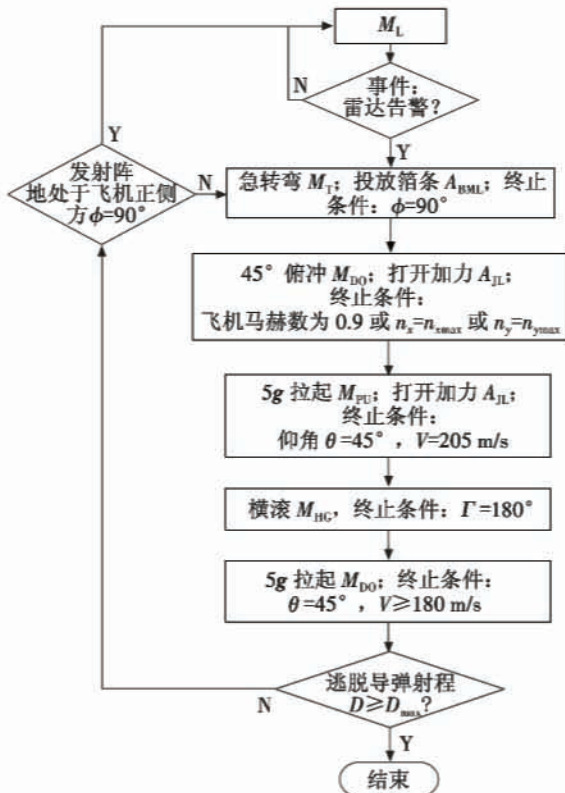 M_L
N
事件：
雷达告警？
Y
Y
发射阵
地处于飞机正侧
方ϕ=90°
N
急转弯 M_T；投放箔条 A_BML；终止
条件：ϕ=90°
45° 俯冲 M_DO；打开加力 A_JL；
终止条件：
飞机马赫数为 0.9 或 n_x=n_xmax 或 n_y=n_ymax
5g 拉起 M_PU；打开加力 A_JL；
终止条件：
仰角 θ=45°，V=205 m/s
横滚 M_HG，终止条件：Γ=180°
5g 拉起 M_DO；终止条件：
θ=45°，V≥180 m/s
逃脱导弹射程
D≥D_max？
N
Y
结束